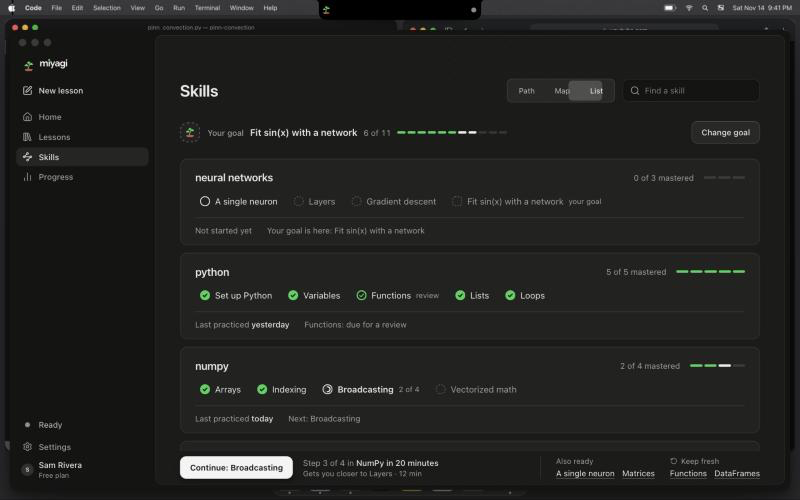 Code File Edit Selection View Go Run Terminal Window Help
Sat Nov 14 9:41 PM
pinn_convection.py — pinn-convection
miyagi
New lesson
Home
Lessons
Skills
Progress
Ready
Settings
S
Sam Rivera
Free plan
Skills
Path Map List
Find a skill
Your goal Fit sin(x) with a network 6 of 11
Change goal
neural networks
0 of 3 mastered
A single neuron Layers Gradient descent Fit sin(x) with a network your goal
Not started yet Your goal is here: Fit sin(x) with a network
python
5 of 5 mastered
Set up Python Variables Functions review Lists Loops
Last practiced yesterday Functions: due for a review
numpy
2 of 4 mastered
Arrays Indexing Broadcasting 2 of 4 Vectorized math
Last practiced today Next: Broadcasting
Continue: Broadcasting
Step 3 of 4 in NumPy in 20 minutes
Gets you closer to Layers · 12 min
Also ready
A single neuron Matrices
Keep fresh
Functions DataFrames